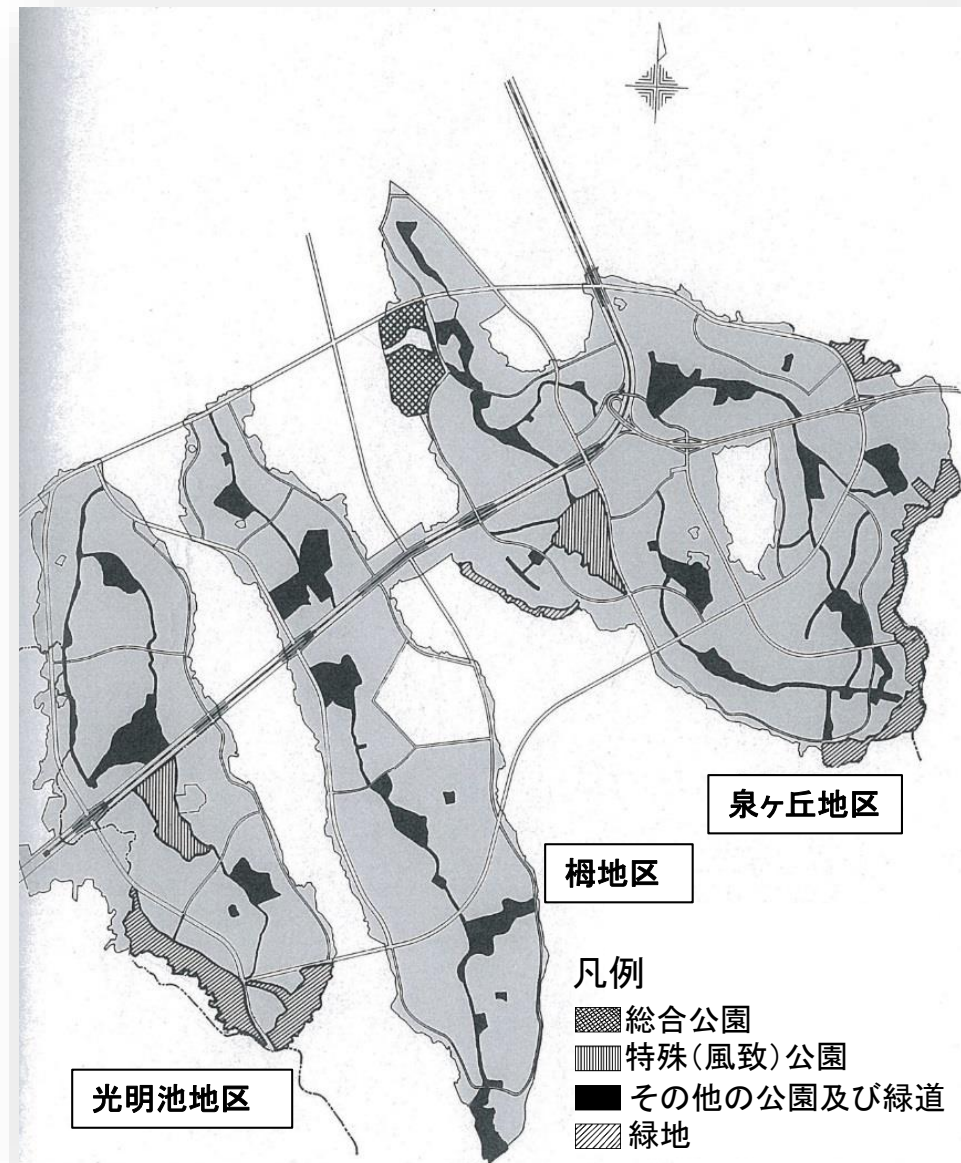 泉ヶ丘地区
栂地区
凡例
総合公園
特殊(風致)公園
その他の公園及び緑道
緑地
光明池地区